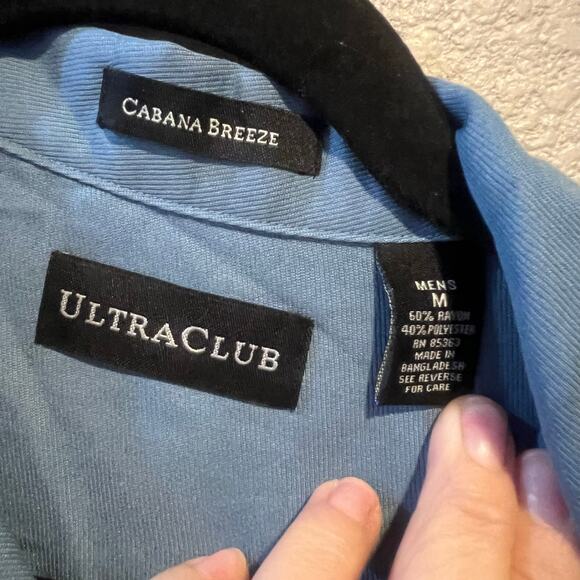 CABANA BREEZE
ULTRACLUB
MENS
M
60% RAYON
40% POLYESTER
RN 85363
MADE IN
BANGLADESH
SEE REVERSE
FOR CARE